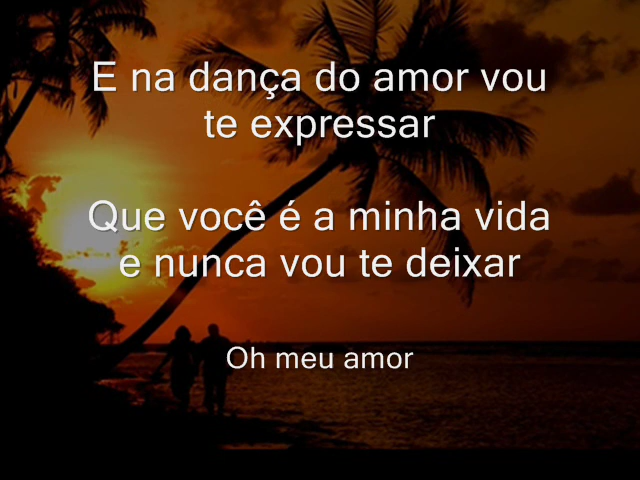 E na dança do amor vou
te expressar
Que você é a minha vida
e nunca vou te deixar
Oh meu amor